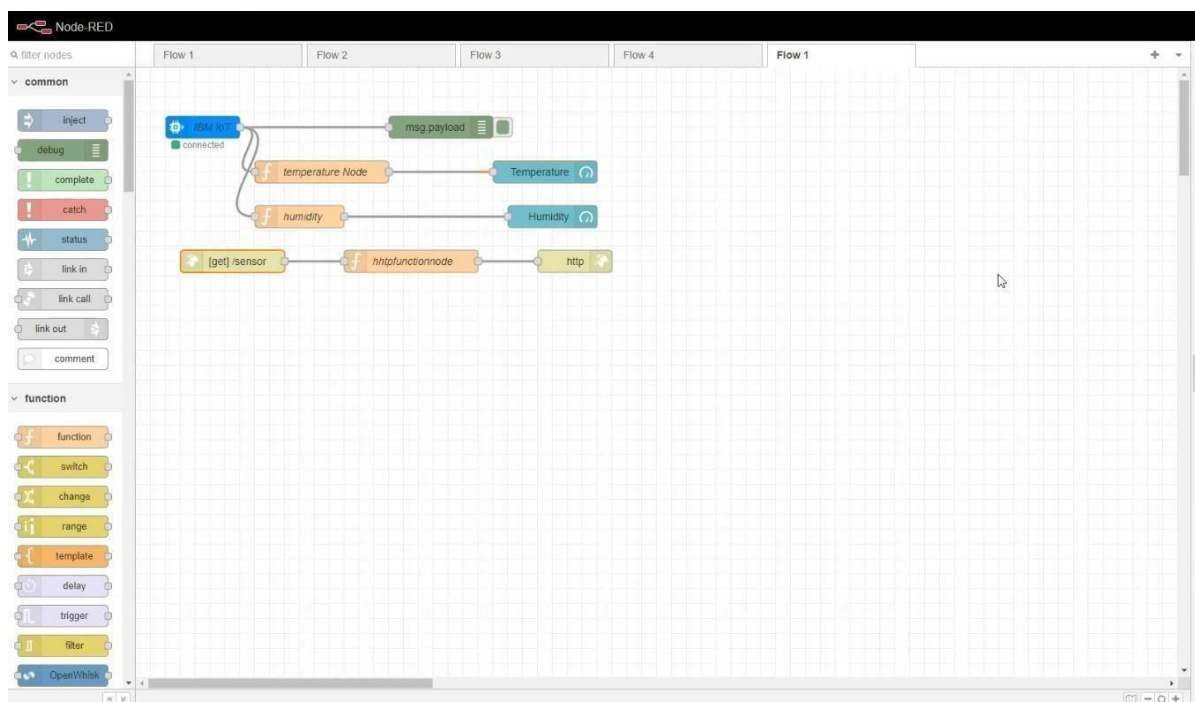 Node-RED
filter nodes
Flow 1
Flow 2
Flow 3
Flow 4
Flow 1
common
inject
debug
complete
catch
status
link in
link call
link out
comment
function
function
switch
change
range
template
delay
trigger
filter
OpenWhisk
IBM IoT
connected
msg.payload
temperature Node
Temperature
humidity
Humidity
[get] /sensor
hhtpfunctionnode
http